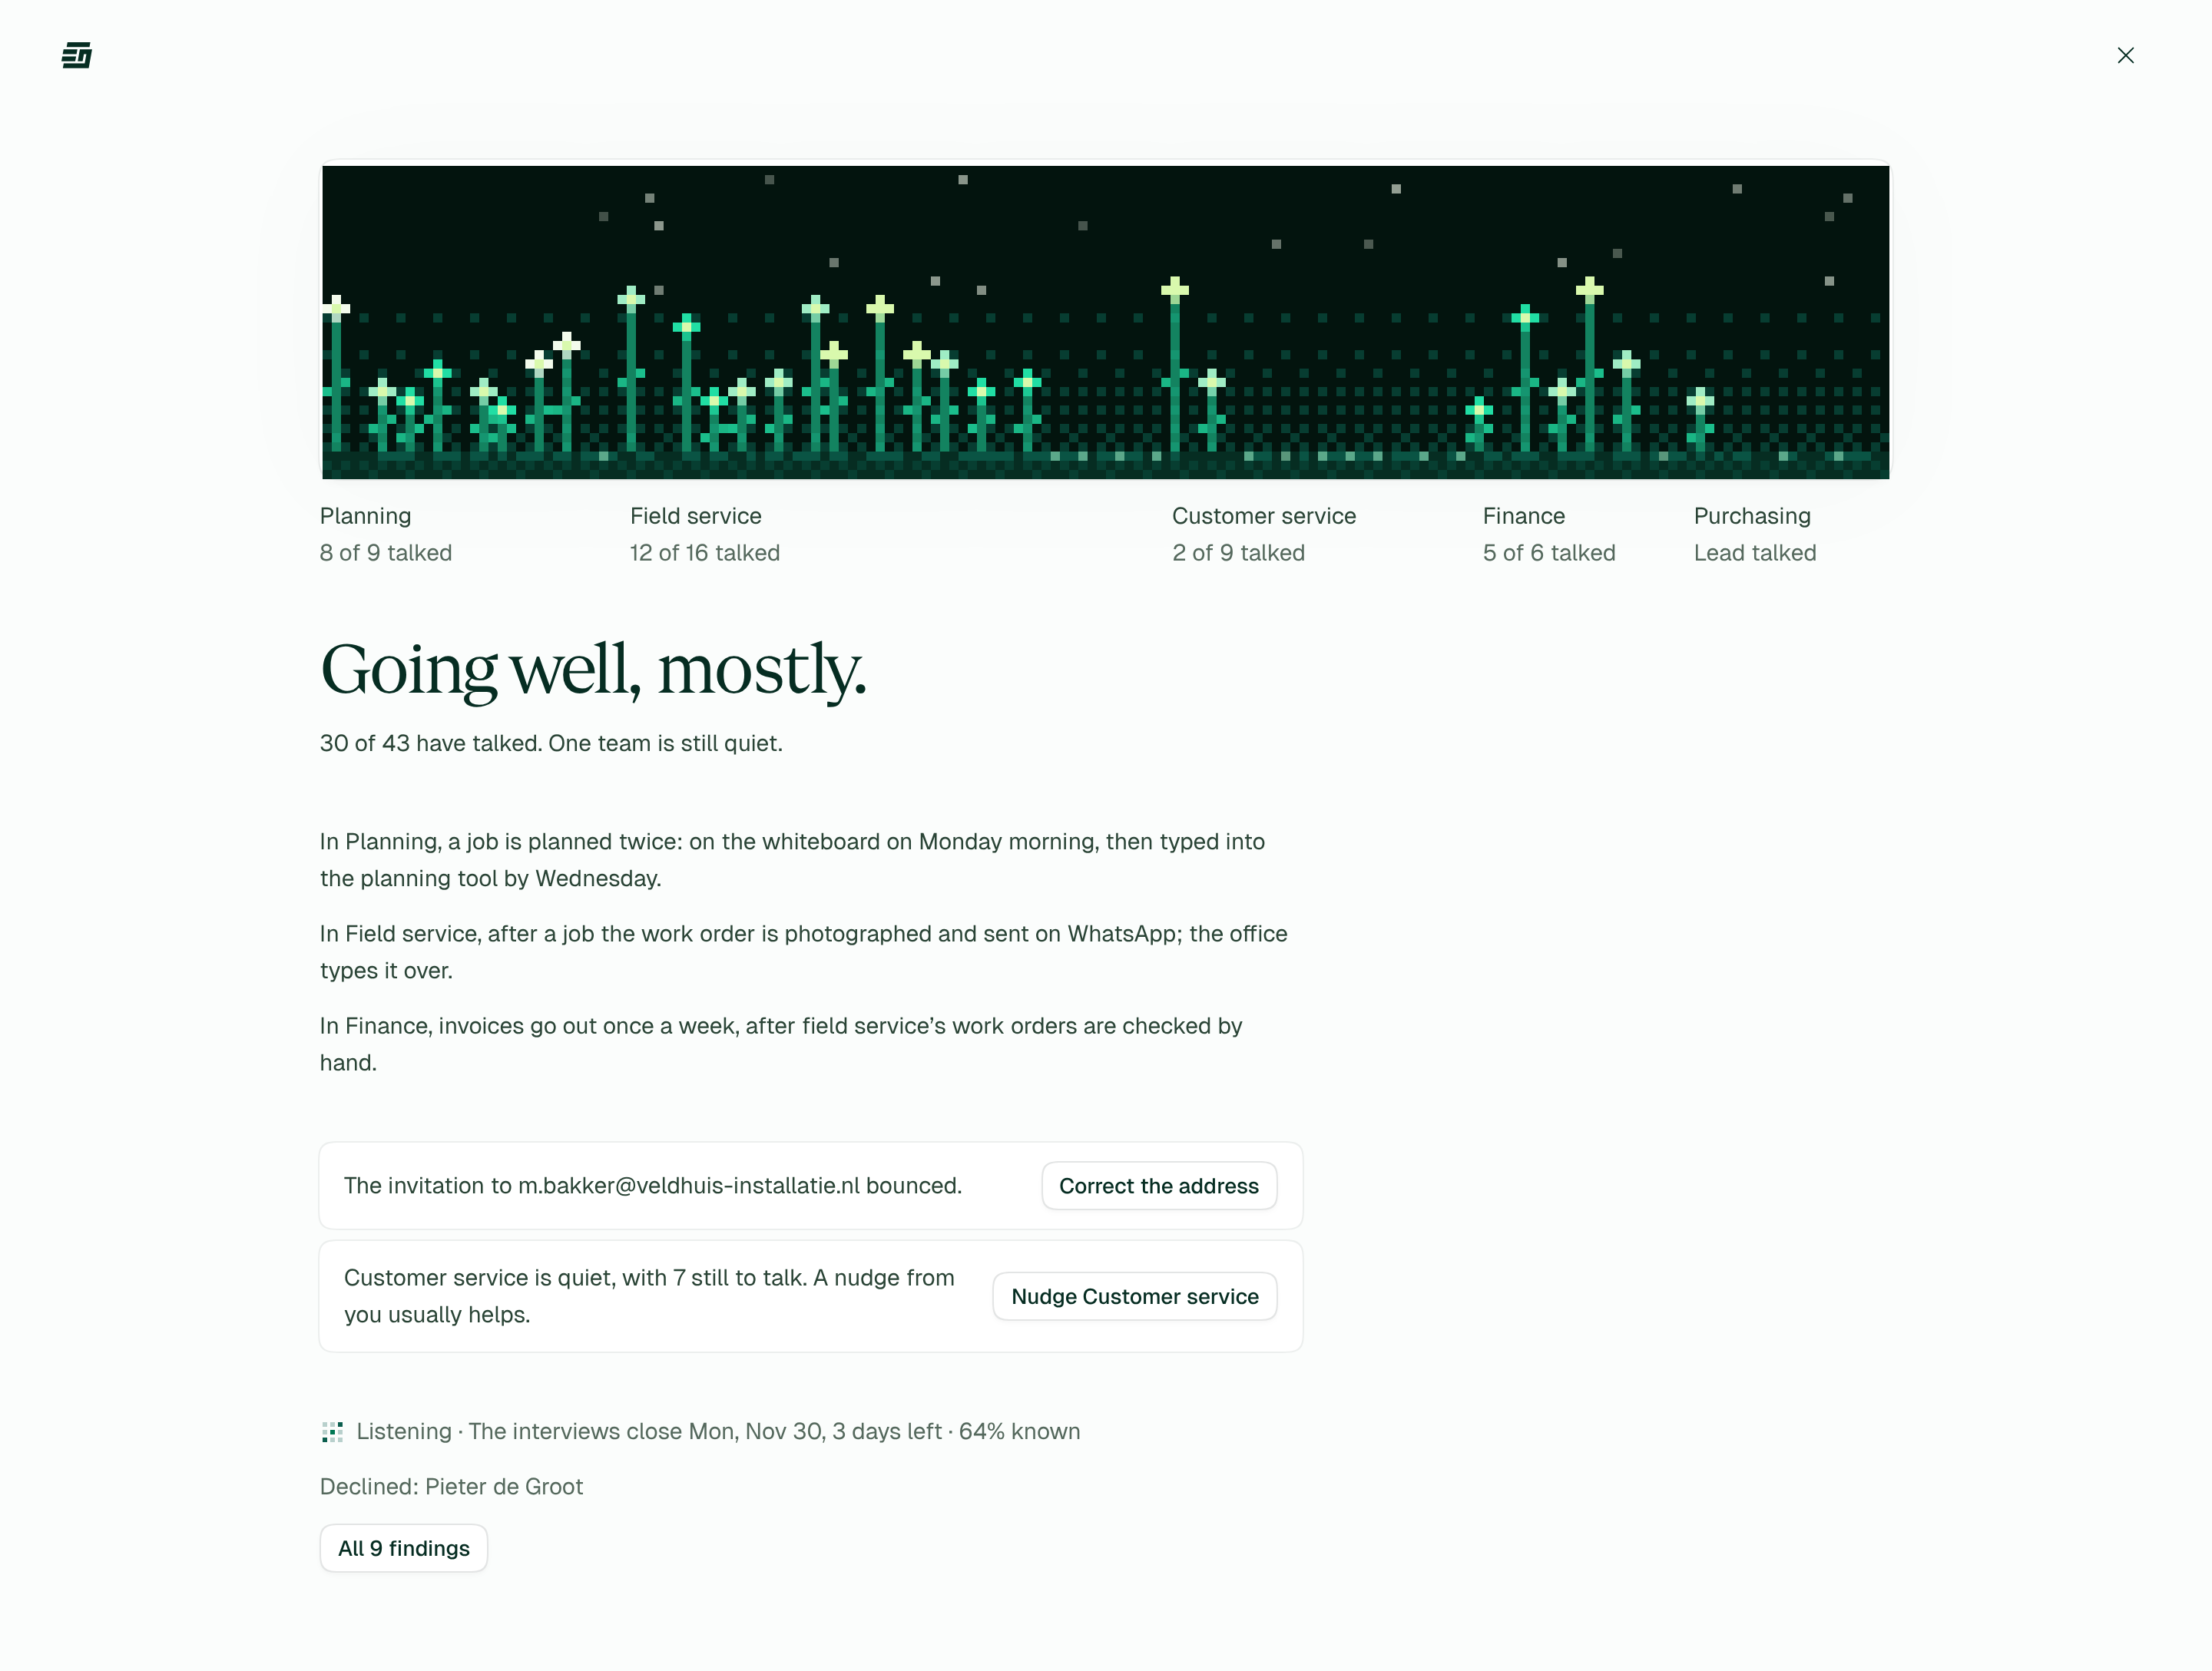 Planning
8 of 9 talked
Field service
12 of 16 talked
Customer service
2 of 9 talked
Finance
5 of 6 talked
Purchasing
Lead talked
Going well, mostly.
30 of 43 have talked. One team is still quiet.
In Planning, a job is planned twice: on the whiteboard on Monday morning, then typed into
the planning tool by Wednesday.
In Field service, after a job the work order is photographed and sent on WhatsApp; the office
types it over.
In Finance, invoices go out once a week, after field service’s work orders are checked by
hand.
The invitation to m.bakker@veldhuis-installatie.nl bounced.
Correct the address
Customer service is quiet, with 7 still to talk. A nudge from
you usually helps.
Nudge Customer service
Listening · The interviews close Mon, Nov 30, 3 days left · 64% known
Declined: Pieter de Groot
All 9 findings